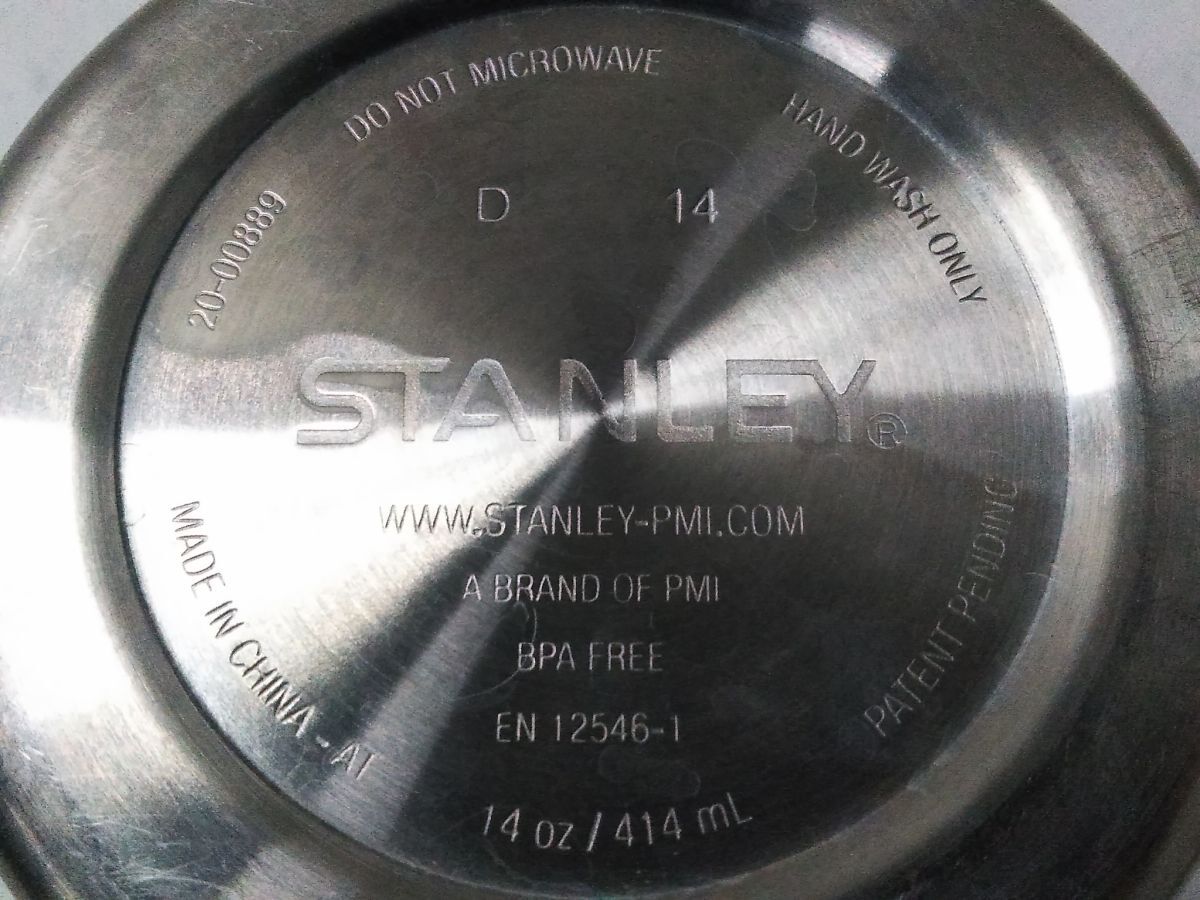 DO NOT MICROWAVE
HAND WASH ONLY
20-00889
D 14
STANLEY®
WWW.STANLEY-PMI.COM
A BRAND OF PMI
BPA FREE
EN 12546-1
MADE IN CHINA - AT
PATENT PENDING
14 oz / 414 mL